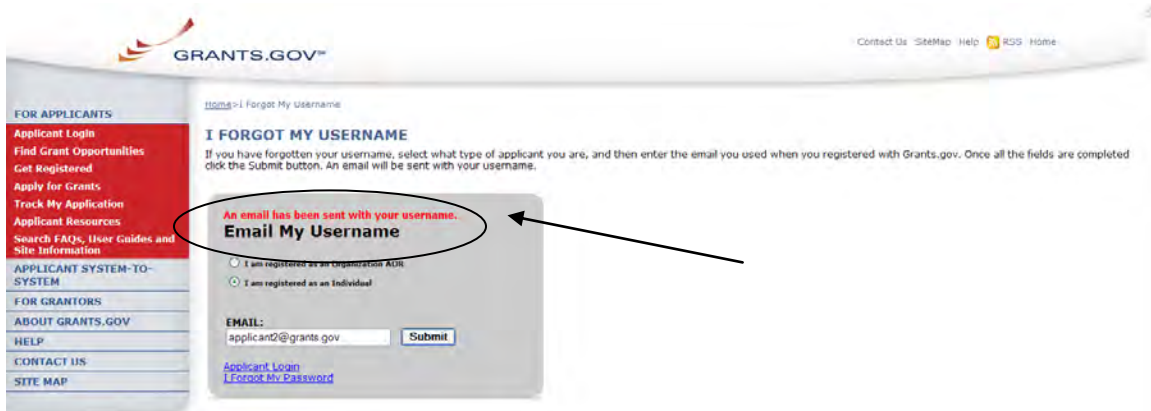 GRANTS.GOV℠
Contact Us SiteMap Help RSS Home
FOR APPLICANTS
Applicant Login
Find Grant Opportunities
Get Registered
Apply for Grants
Track My Application
Applicant Resources
Search FAQs, User Guides and
Site Information
APPLICANT SYSTEM-TO-
SYSTEM
FOR GRANTORS
ABOUT GRANTS.GOV
HELP
CONTACT US
SITE MAP
Home>I Forgot My Username
I FORGOT MY USERNAME
If you have forgotten your username, select what type of applicant you are, and then enter the email you used when you registered with Grants.gov. Once all the fields are completed
click the Submit button. An email will be sent with your username.
An email has been sent with your username.
Email My Username
I am registered as an Organization AOR
I am registered as an Individual
EMAIL:
applicant2@grants.gov Submit
Applicant Login
I Forgot My Password